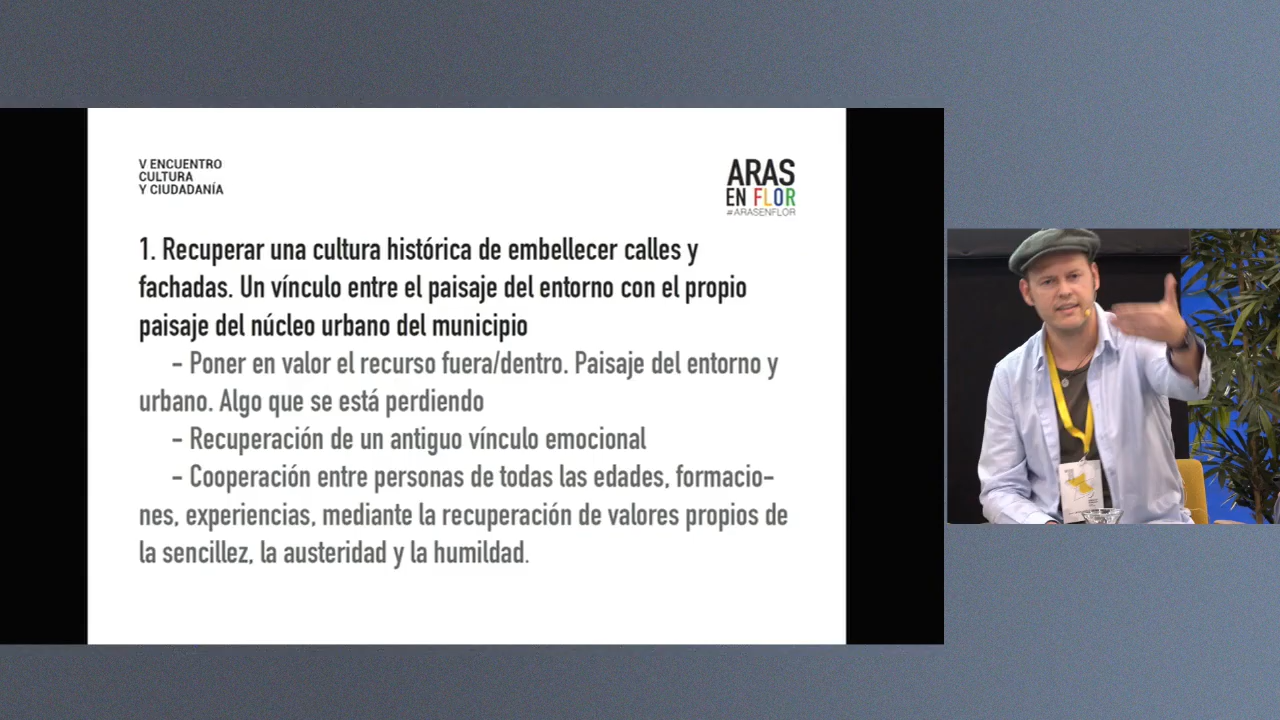 V ENCUENTRO
CULTURA
Y CIUDADANÍA
ARAS
EN FLOR
#ARASENFLOR
1. Recuperar una cultura histórica de embellecer calles y
fachadas. Un vínculo entre el paisaje del entorno con el propio
paisaje del núcleo urbano del municipio
– Poner en valor el recurso fuera/dentro. Paisaje del entorno y
urbano. Algo que se está perdiendo
– Recuperación de un antiguo vínculo emocional
– Cooperación entre personas de todas las edades, formacio-
nes, experiencias, mediante la recuperación de valores propios de
la sencillez, la austeridad y la humildad.